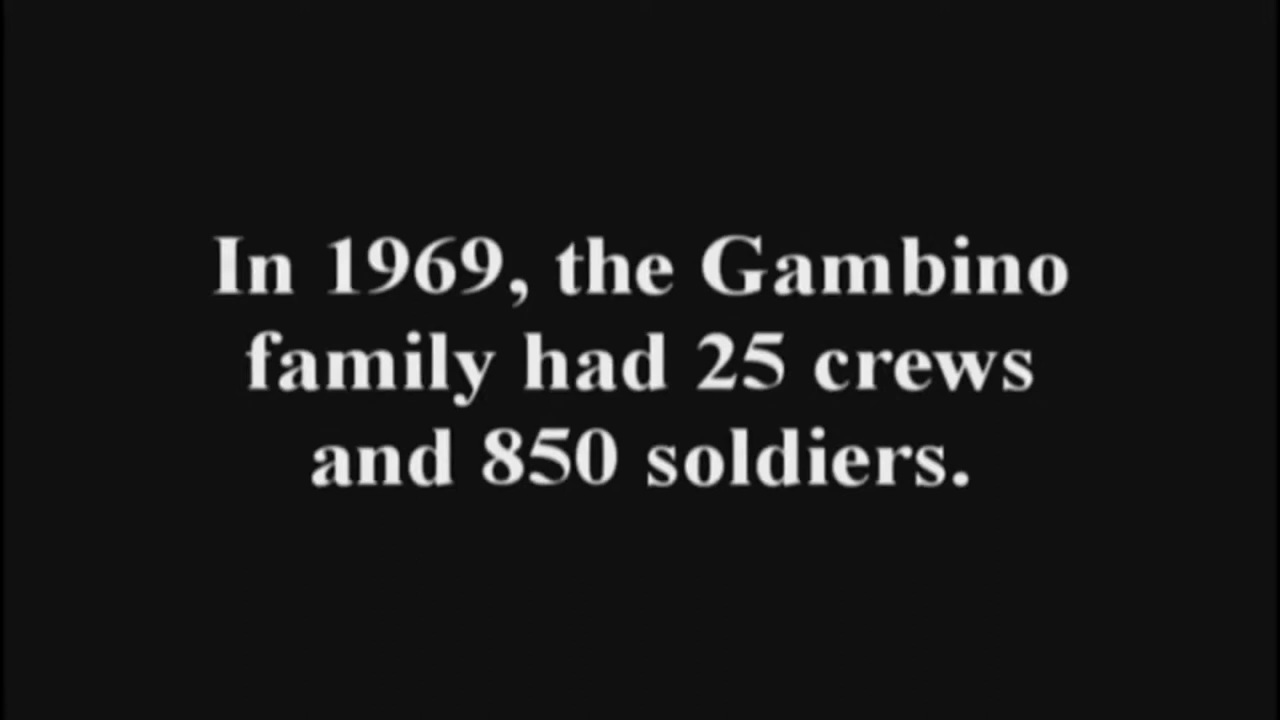 In 1969, the Gambino
family had 25 crews
and 850 soldiers.